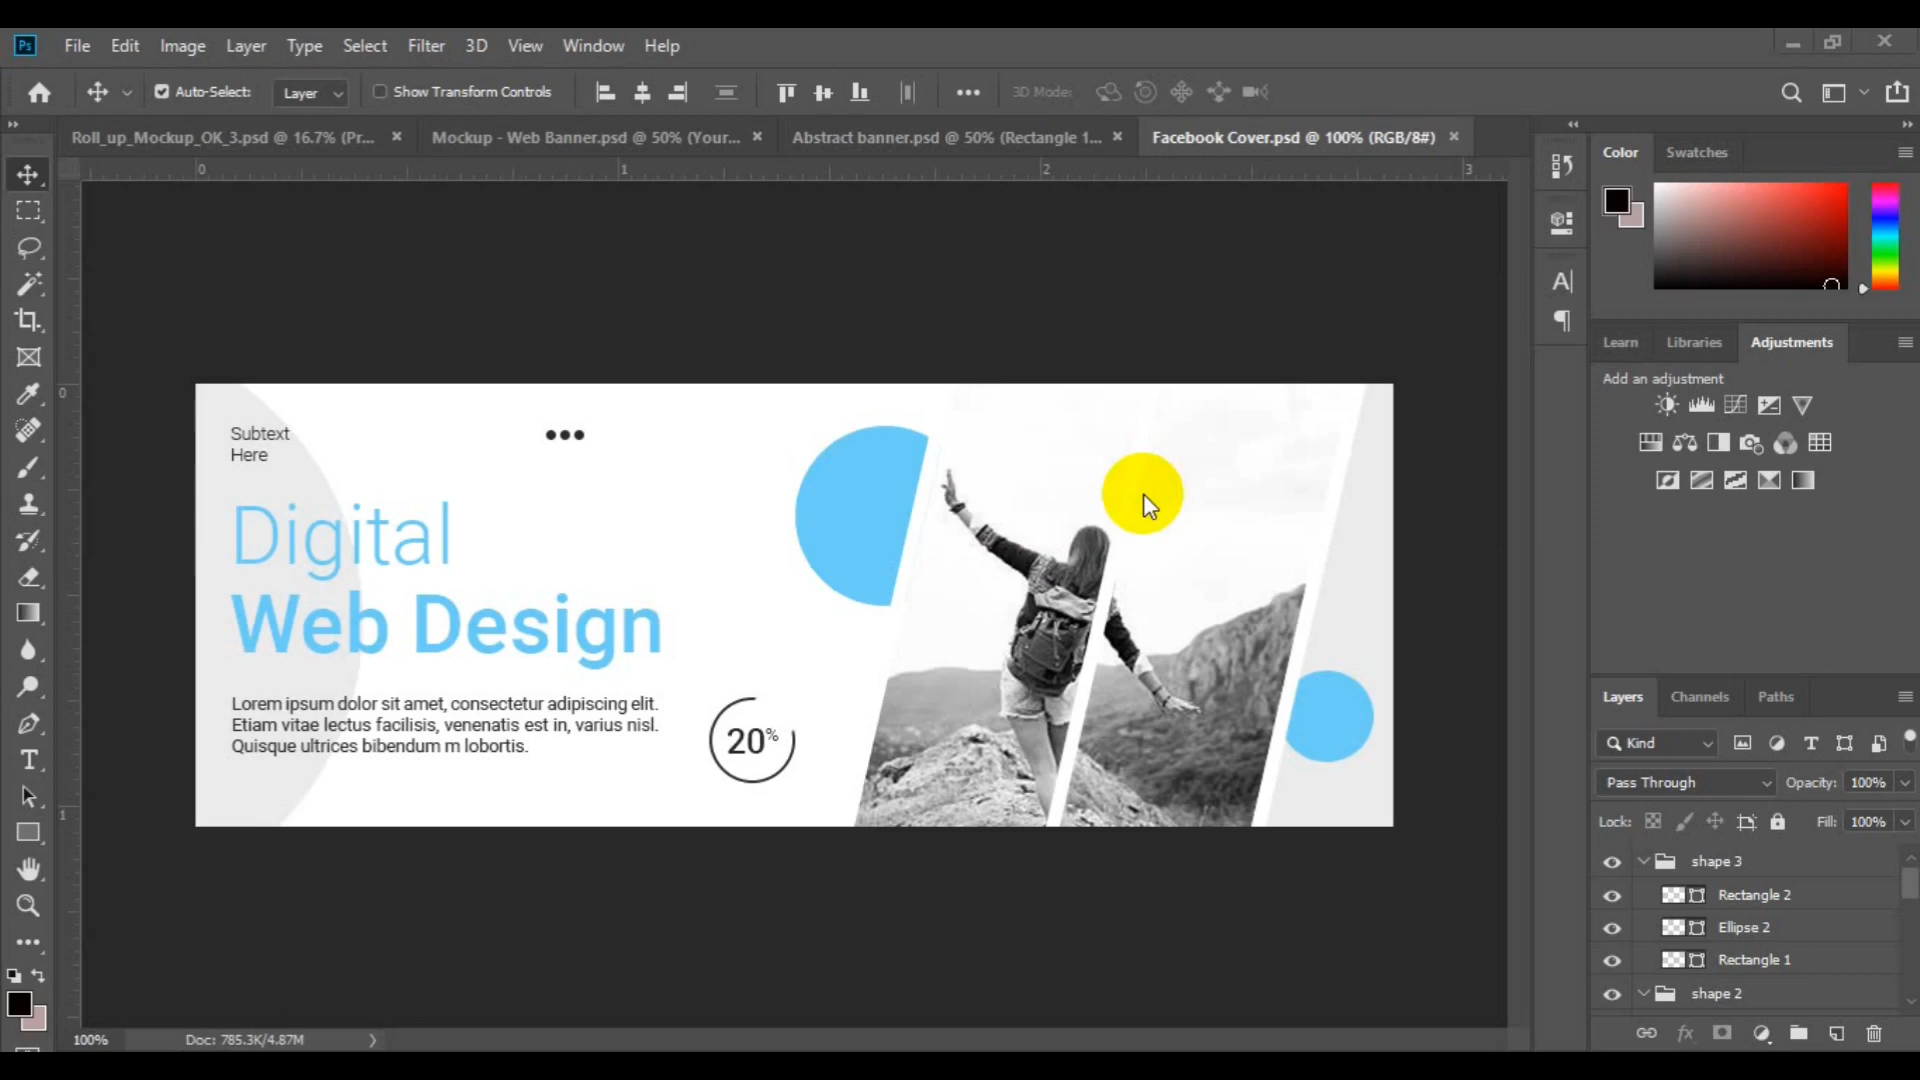 Ps File Edit Image Layer Type Select Filter 3D View Window Help
Auto-Select: Layer Show Transform Controls 3D Mode:
Roll_up_Mockup_OK_3.psd @ 16.7% (Pr... Mockup - Web Banner.psd @ 50% (Your... Abstract banner.psd @ 50% (Rectangle 1... Facebook Cover.psd @ 100% (RGB/8#)
0 1 2 3
0
1
Subtext
Here
Digital
Web Design
Lorem ipsum dolor sit amet, consectetur adipiscing elit.
Etiam vitae lectus facilisis, venenatis est in, varius nisl.
Quisque ultrices bibendum m lobortis.
20%
Color Swatches
Learn Libraries Adjustments
Add an adjustment
Layers Channels Paths
Kind
Pass Through Opacity: 100%
Lock: Fill: 100%
shape 3
Rectangle 2
Ellipse 2
Rectangle 1
shape 2
100% Doc: 785.3K/4.87M